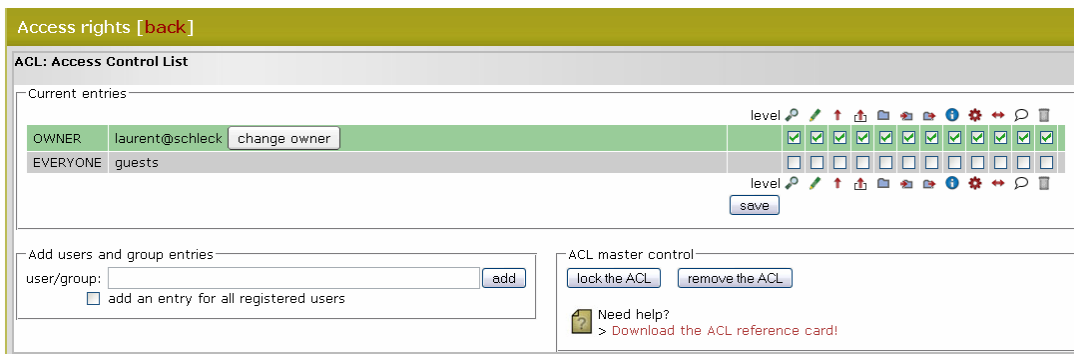 Access rights [back]
ACL: Access Control List
Current entries
level
OWNER laurent@schleck change owner
EVERYONE guests
level
save
Add users and group entries
user/group: add
add an entry for all registered users
ACL master control
lock the ACL remove the ACL
Need help?
> Download the ACL reference card!